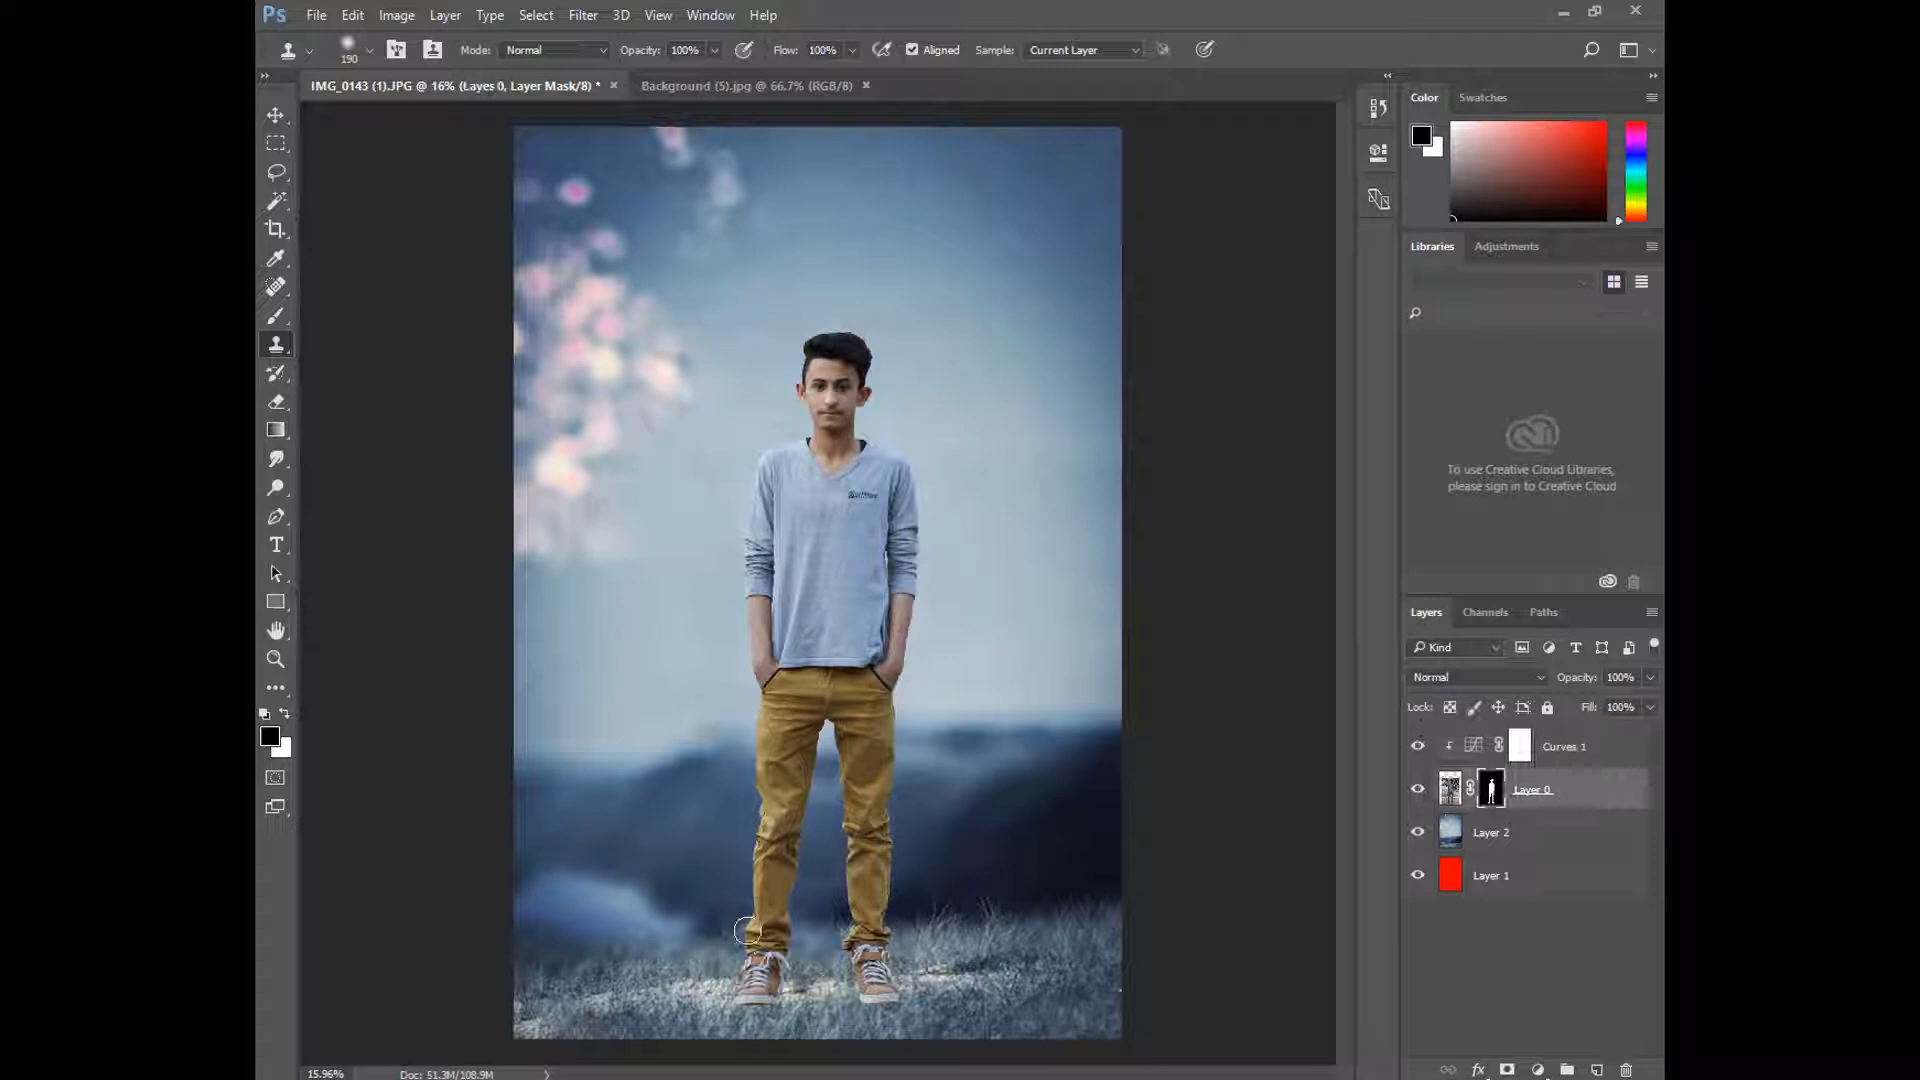 Ps File Edit Image Layer Type Select Filter 3D View Window Help
190 Mode: Normal Opacity: 100% Flow: 100% Aligned Sample: Current Layer
IMG_0143 (1).JPG @ 16% (Layes 0, Layer Mask/8) * × Background (5).jpg @ 66.7% (RGB/8) ×
Color Swatches
Libraries Adjustments
To use Creative Cloud Libraries,
please sign in to Creative Cloud
Layers Channels Paths
Kind
Normal Opacity: 100%
Lock: Fill: 100%
Curves 1
Layer 0
Layer 2
Layer 1
fx
15.96% Doc: 51.3M/108.9M